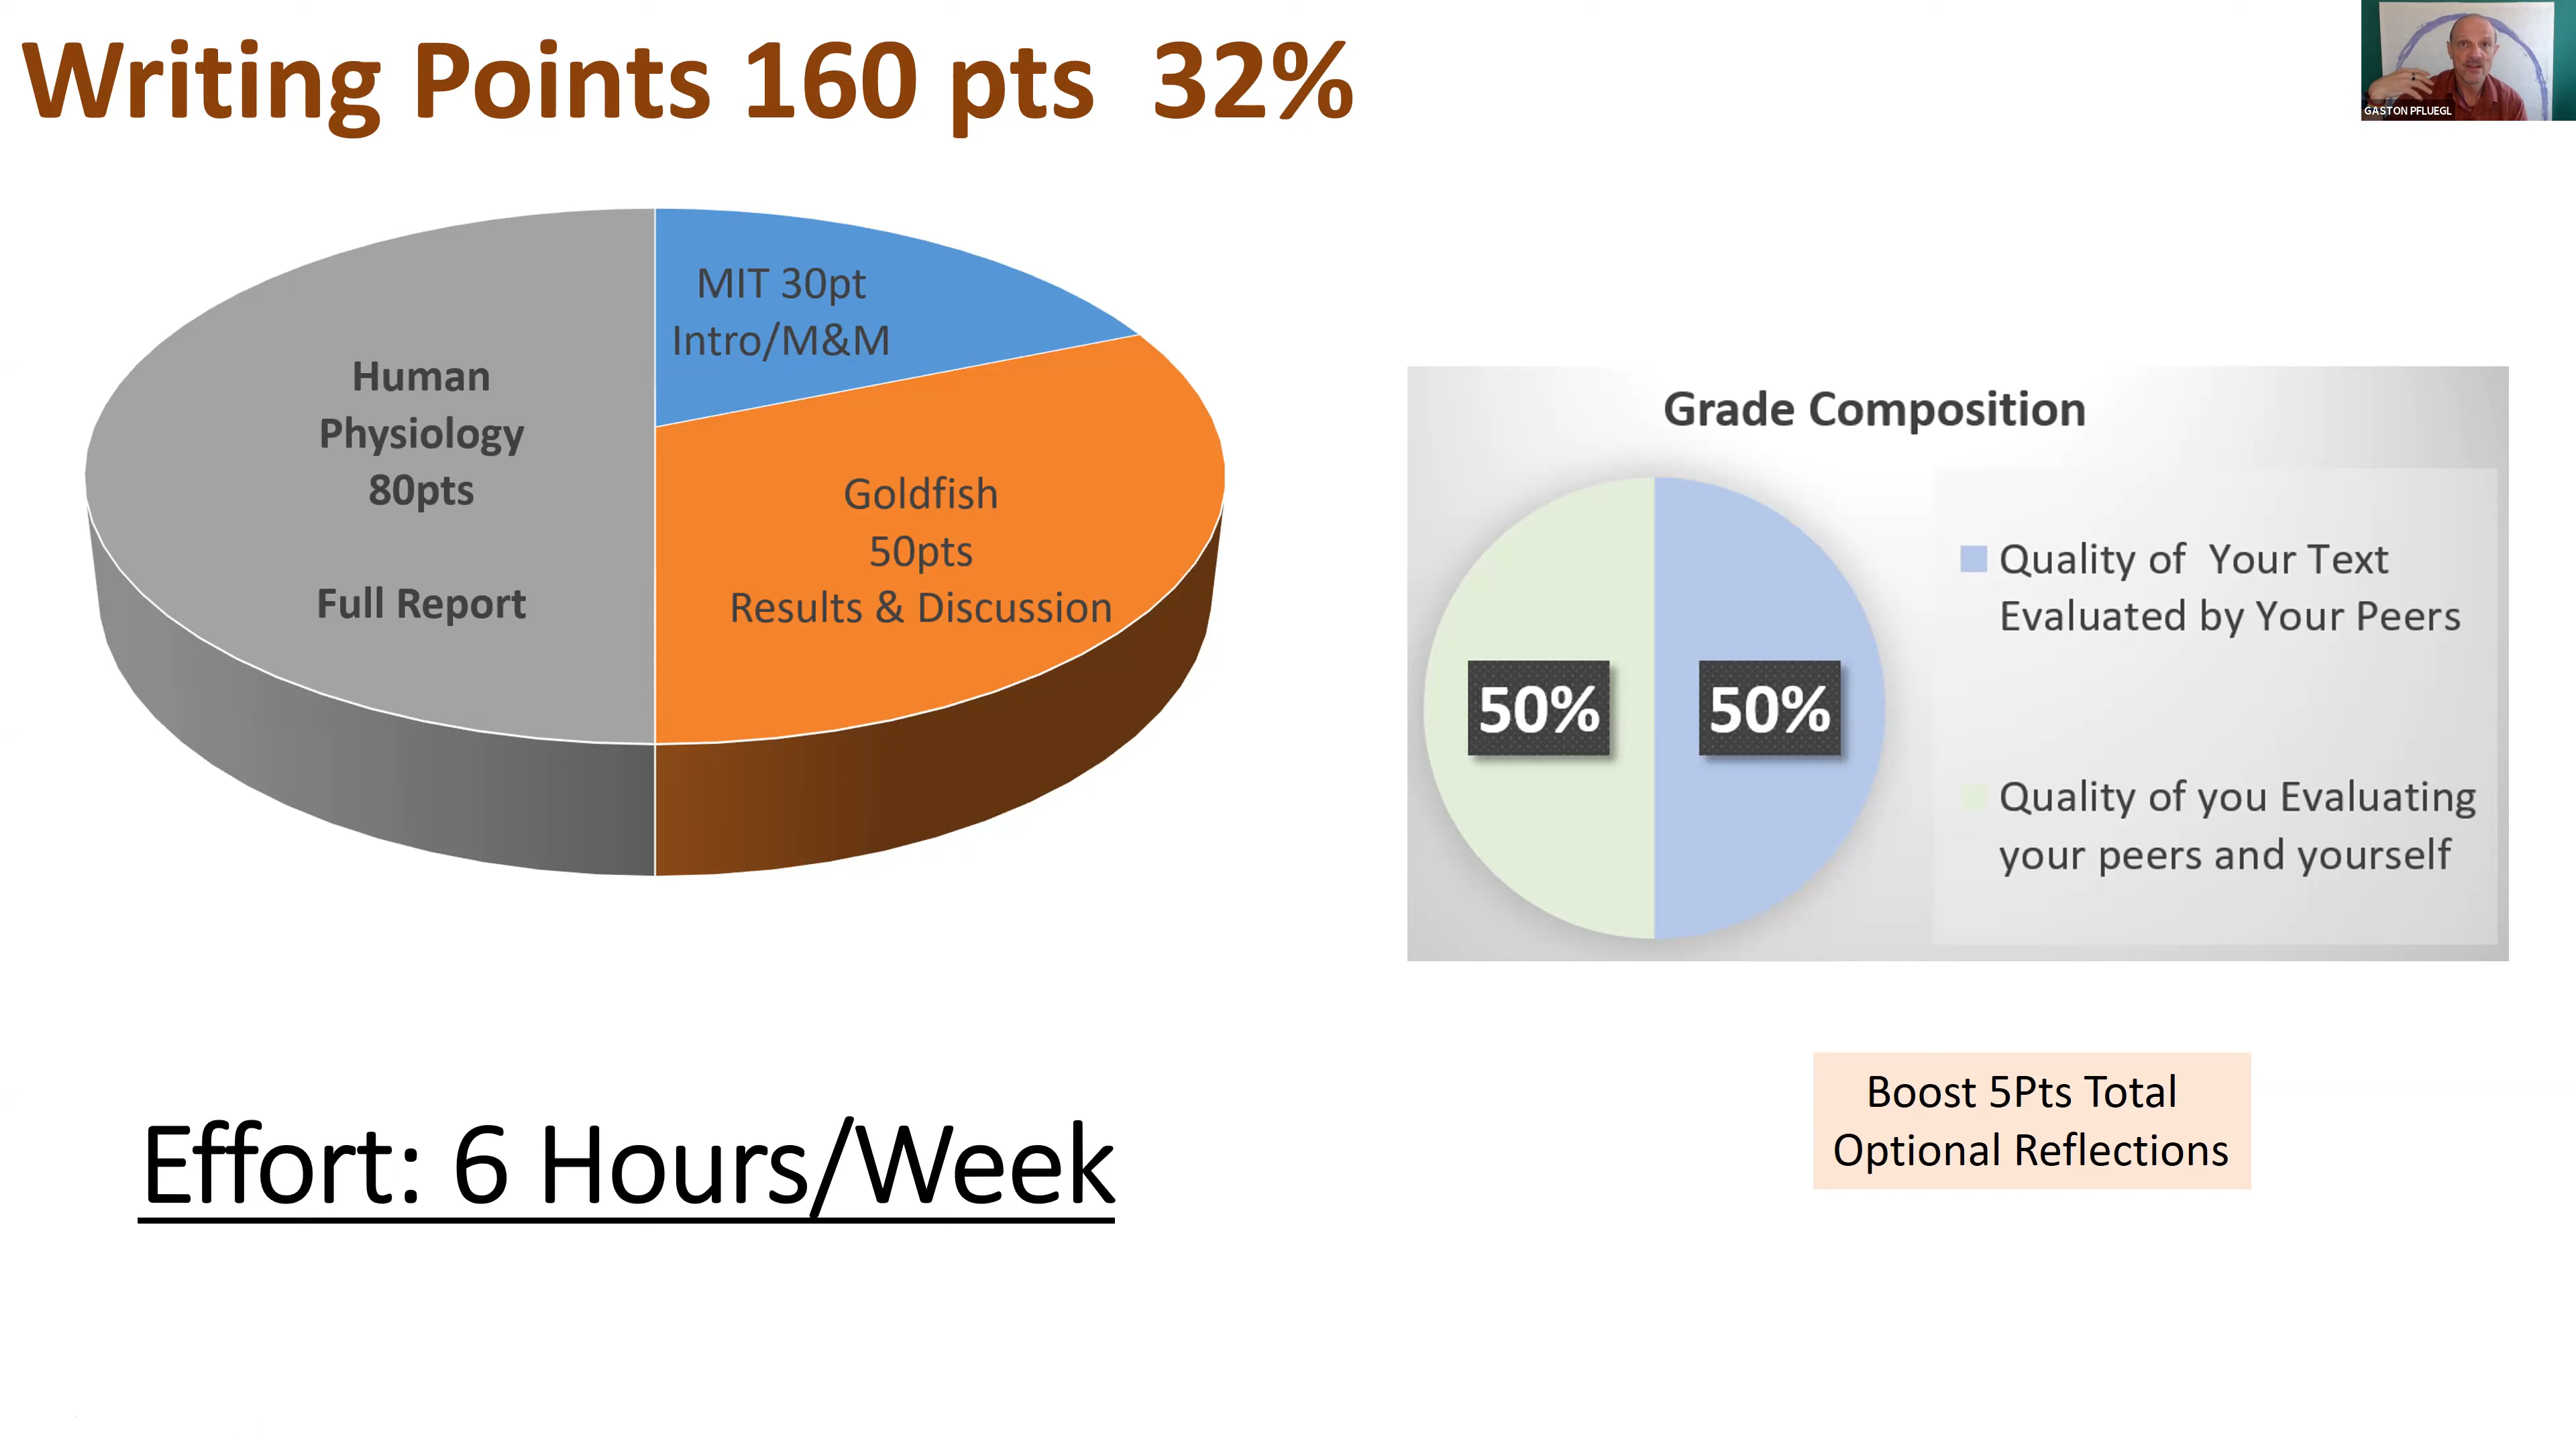 Writing Points 160 pts 32%
GASTON PFLUEGL
MIT 30pt
Intro/M&M
Human
Physiology
80pts
Full Report
Goldfish
50pts
Results & Discussion
Grade Composition
Quality of Your Text
Evaluated by Your Peers
50%
50%
Quality of you Evaluating
your peers and yourself
Boost 5Pts Total
Optional Reflections
Effort: 6 Hours/Week